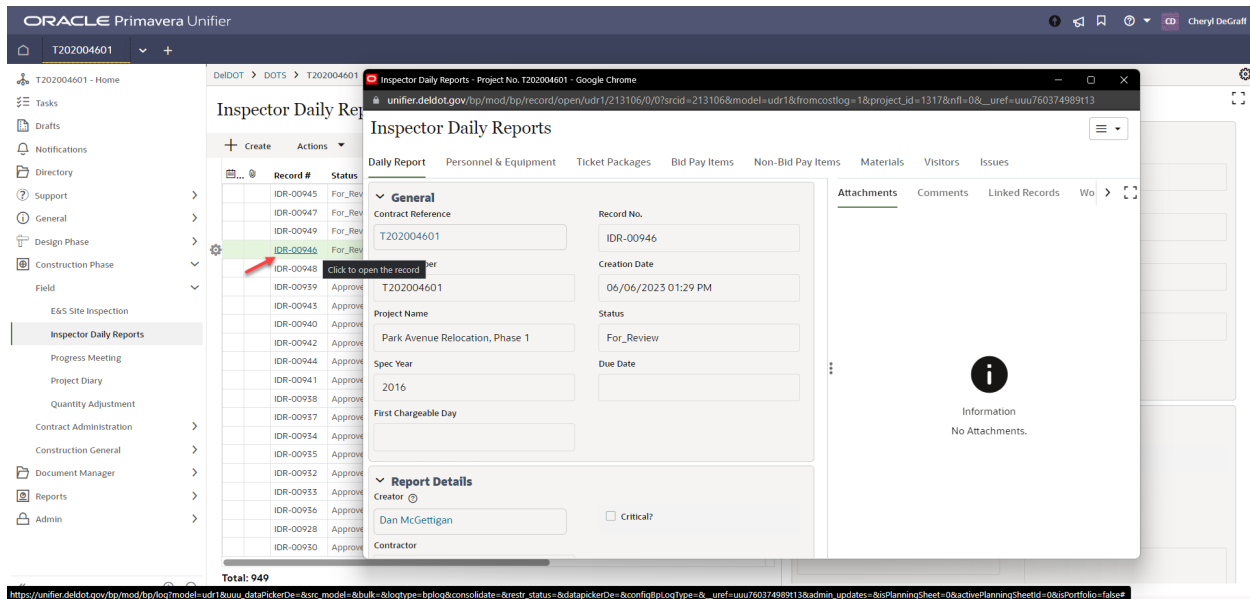 ORACLE Primavera Unifier
CD
Cheryl DeGraff
T202004601
T202004601 - Home
Tasks
Drafts
Notifications
Directory
Support
General
Design Phase
Construction Phase
Field
E&S Site Inspection
Inspector Daily Reports
Progress Meeting
Project Diary
Quantity Adjustment
Contract Administration
Construction General
Document Manager
Reports
Admin
DelDOT > DOTS > T202004601
Inspector Daily Rep
Create
Actions
Record #
Status
IDR-00945 For_Rev
IDR-00947 For_Rev
IDR-00949 For_Rev
IDR-00946 For_Rev
IDR-00948
Click to open the record
IDR-00939 Approve
IDR-00943 Approve
IDR-00940 Approve
IDR-00942 Approve
IDR-00944 Approve
IDR-00941 Approve
IDR-00938 Approve
IDR-00937 Approve
IDR-00934 Approve
IDR-00935 Approve
IDR-00932 Approve
IDR-00933 Approve
IDR-00936 Approve
IDR-00928 Approve
IDR-00930 Approve
Total: 949
Inspector Daily Reports - Project No. T202004601 - Google Chrome
unifier.deldot.gov/bp/mod/bp/record/open/udr1/213106/0/0?srcid=213106&model=udr1&fromcostlog=1&project_id=1317&nfl=0&__uref=uuu760374989t13
Inspector Daily Reports
Daily Report
Personnel & Equipment
Ticket Packages
Bid Pay Items
Non-Bid Pay Items
Materials
Visitors
Issues
General
Contract Reference
Record No.
T202004601
IDR-00946
Creation Date
T202004601
06/06/2023 01:29 PM
Project Name
Status
Park Avenue Relocation, Phase 1
For_Review
Spec Year
Due Date
2016
First Chargeable Day
Report Details
Creator
Dan McGettigan
Critical?
Contractor
Attachments
Comments
Linked Records
Wo
Information
No Attachments.
https://unifier.deldot.gov/bp/mod/bp/log?model=udr1&uuu_dataPickerDe=&src_model=&bulk=&logtype=bplog&consolidate=&restr_status=&datapickerDe=&configBpLogType=&__uref=uuu760374989t13&admin_updates=&isPlanningSheet=0&activePlanningSheetId=0&isPortfolio=false#